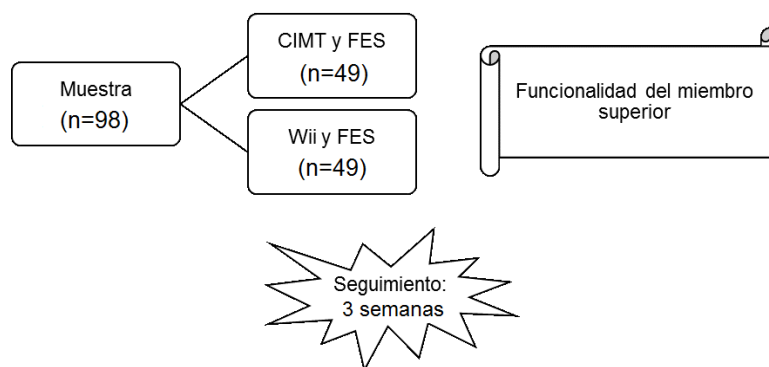 CIMT y FES
(n=49)
Muestra
(n=98)
Wii y FES
(n=49)
Funcionalidad del miembro
superior
Seguimiento:
3 semanas